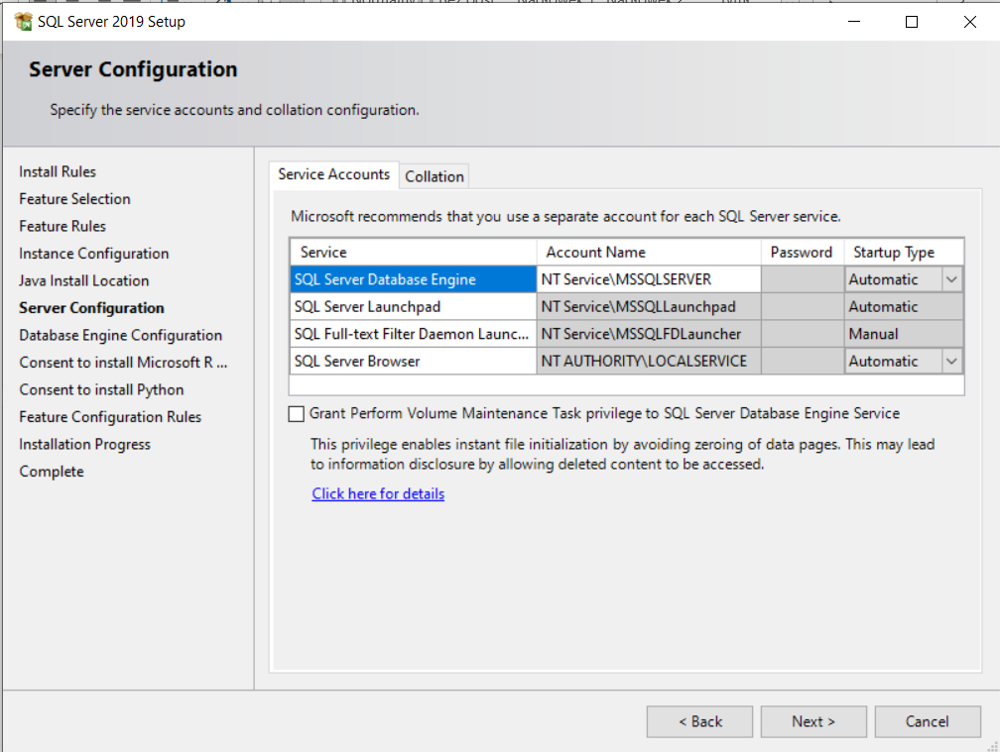 SQL Server 2019 Setup
Server Configuration
Specify the service accounts and collation configuration.
Install Rules
Feature Selection
Feature Rules
Instance Configuration
Java Install Location
Server Configuration
Database Engine Configuration
Consent to install Microsoft R ...
Consent to install Python
Feature Configuration Rules
Installation Progress
Complete
Service Accounts Collation
Microsoft recommends that you use a separate account for each SQL Server service.
Service Account Name Password Startup Type
SQL Server Database Engine NT Service\MSSQLSERVER Automatic
SQL Server Launchpad NT Service\MSSQLLaunchpad Automatic
SQL Full-text Filter Daemon Launc... NT Service\MSSQLFDLauncher Manual
SQL Server Browser NT AUTHORITY\LOCALSERVICE Automatic
Grant Perform Volume Maintenance Task privilege to SQL Server Database Engine Service
This privilege enables instant file initialization by avoiding zeroing of data pages. This may lead
to information disclosure by allowing deleted content to be accessed.
Click here for details
< Back Next > Cancel